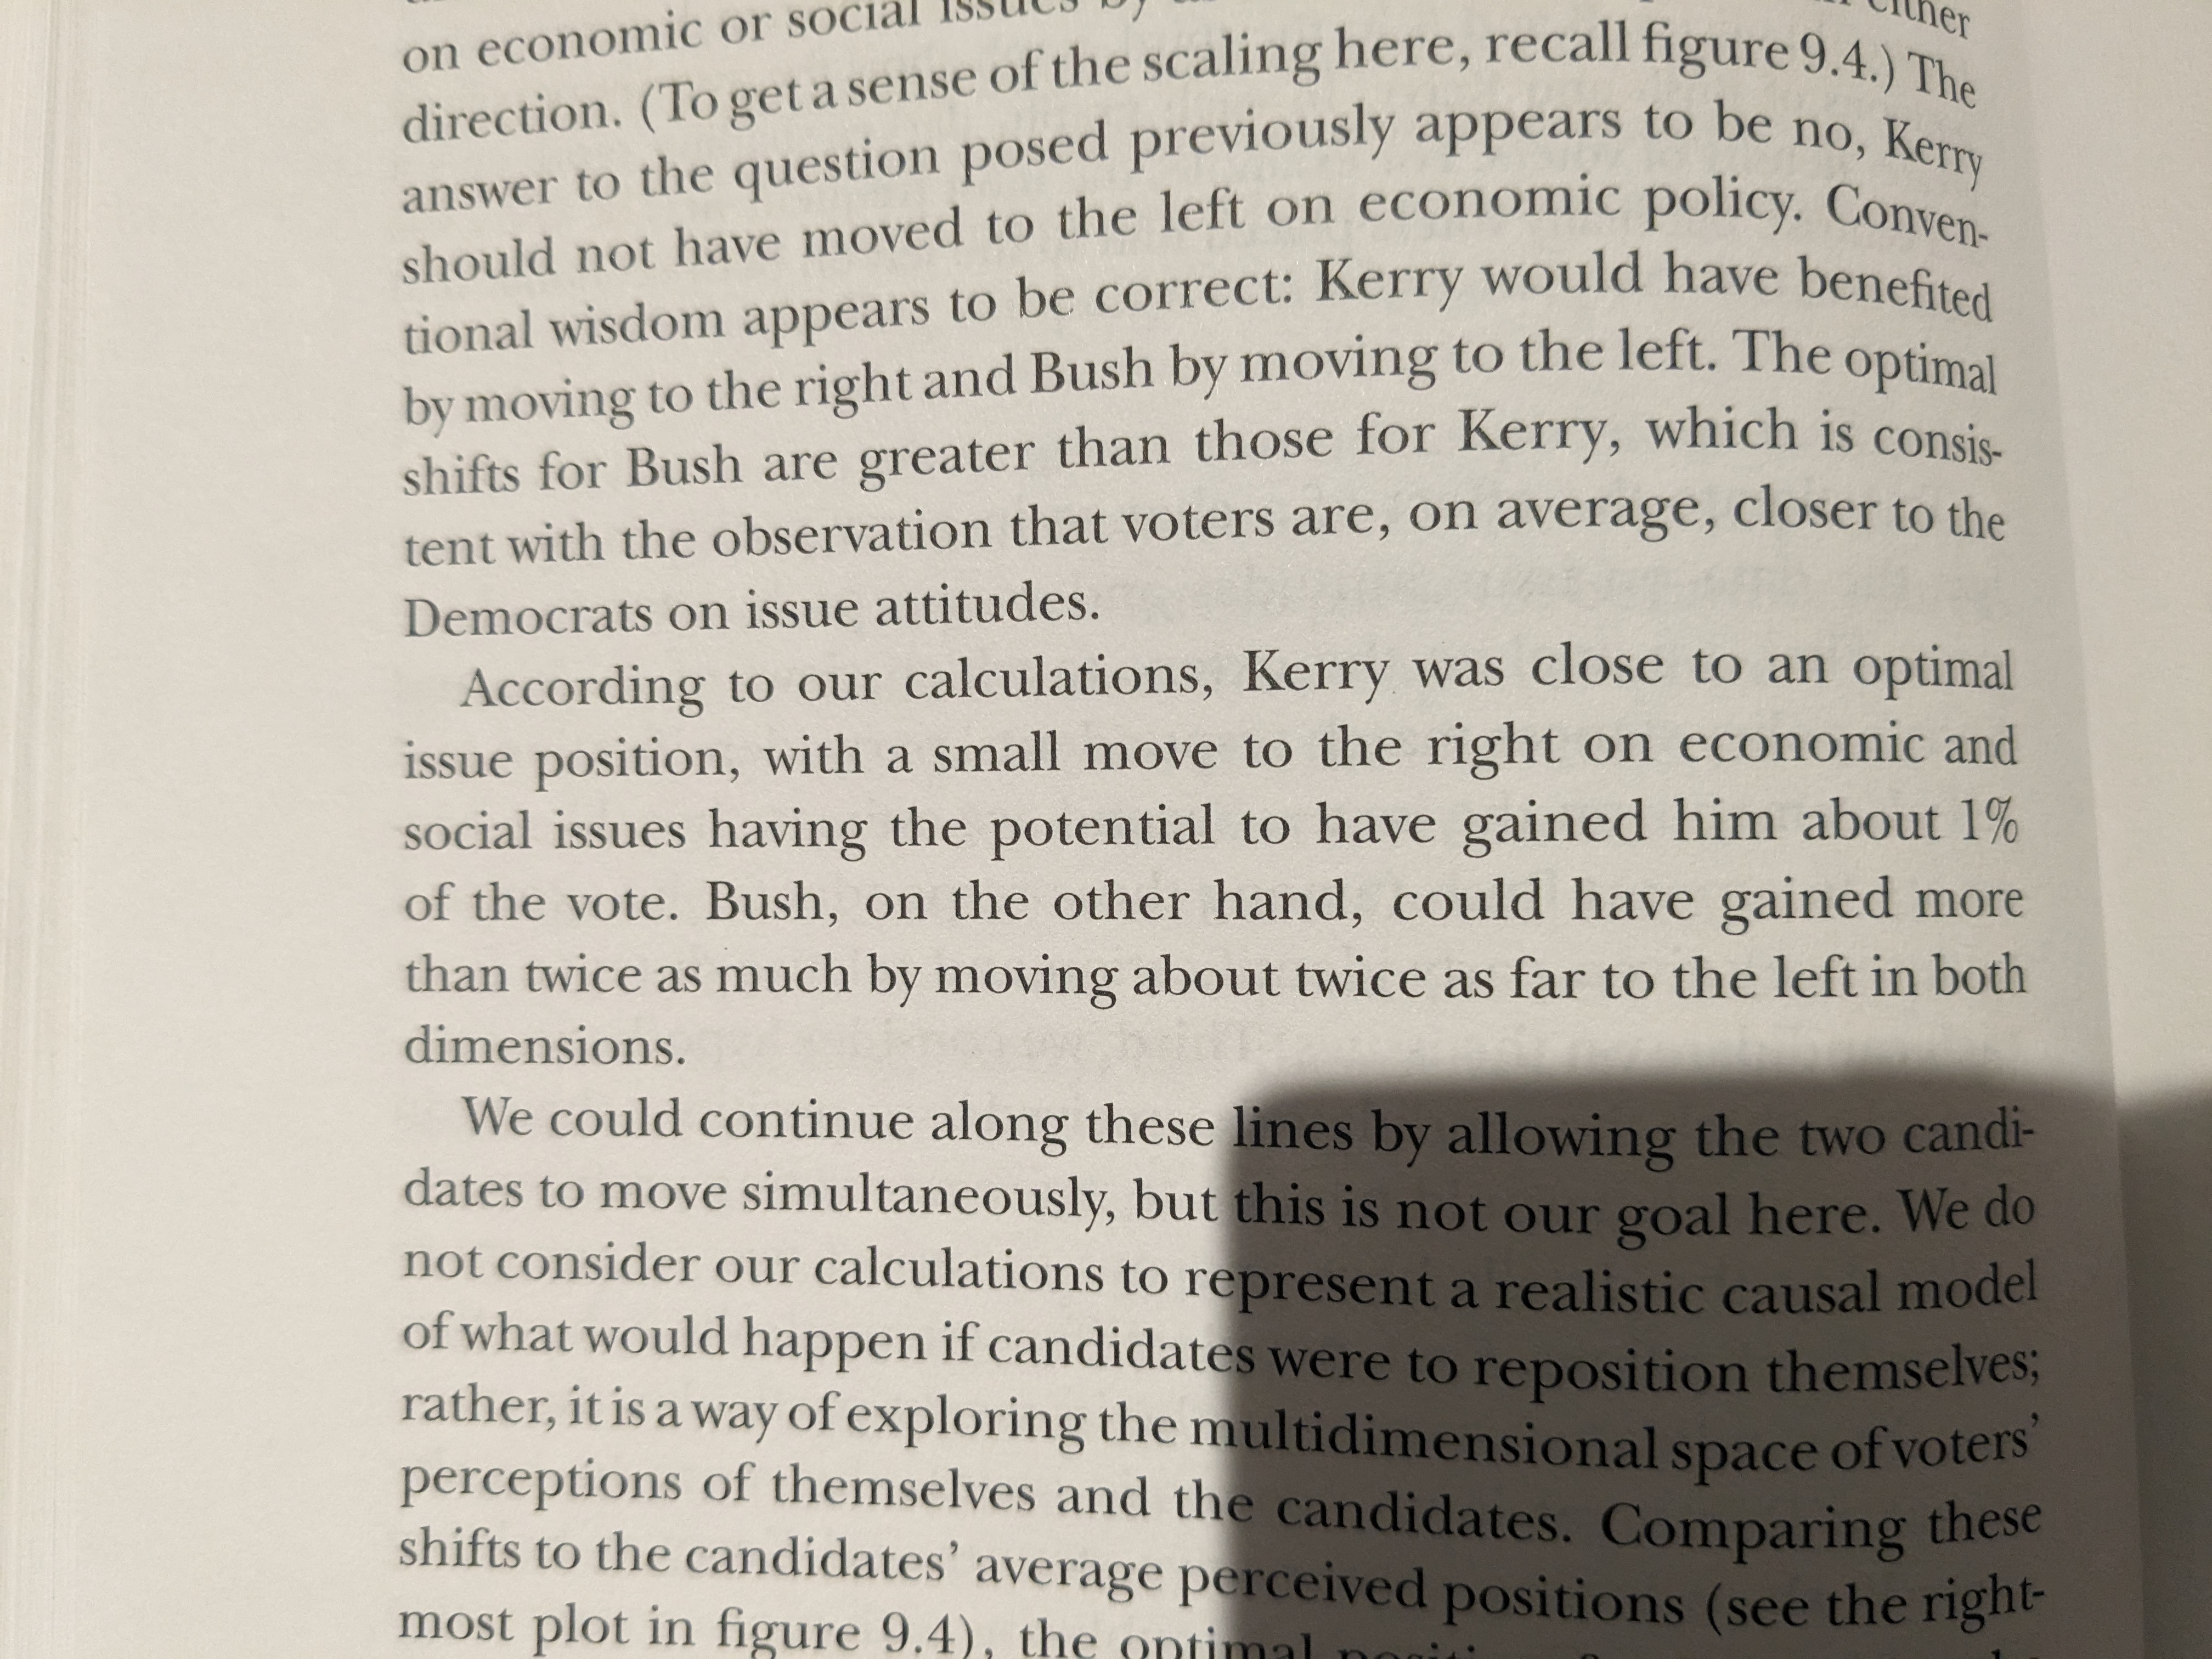 on economic or social issues by
either
direction. (To get a sense of the scaling here, recall figure 9.4.) The
answer to the question posed previously appears to be no, Kerry
should not have moved to the left on economic policy. Conven-
tional wisdom appears to be correct: Kerry would have benefited
by moving to the right and Bush by moving to the left. The optimal
shifts for Bush are greater than those for Kerry, which is consis-
tent with the observation that voters are, on average, closer to the
Democrats on issue attitudes.
According to our calculations, Kerry was close to an optimal
issue position, with a small move to the right on economic and
social issues having the potential to have gained him about 1%
of the vote. Bush, on the other hand, could have gained more
than twice as much by moving about twice as far to the left in both
dimensions.
We could continue along these lines by allowing the two candi-
dates to move simultaneously, but this is not our goal here. We do
not consider our calculations to represent a realistic causal model
of what would happen if candidates were to reposition themselves;
rather, it is a way of exploring the multidimensional space of voters’
perceptions of themselves and the candidates. Comparing these
shifts to the candidates’ average perceived positions (see the right-
most plot in figure 9.4), the optimal